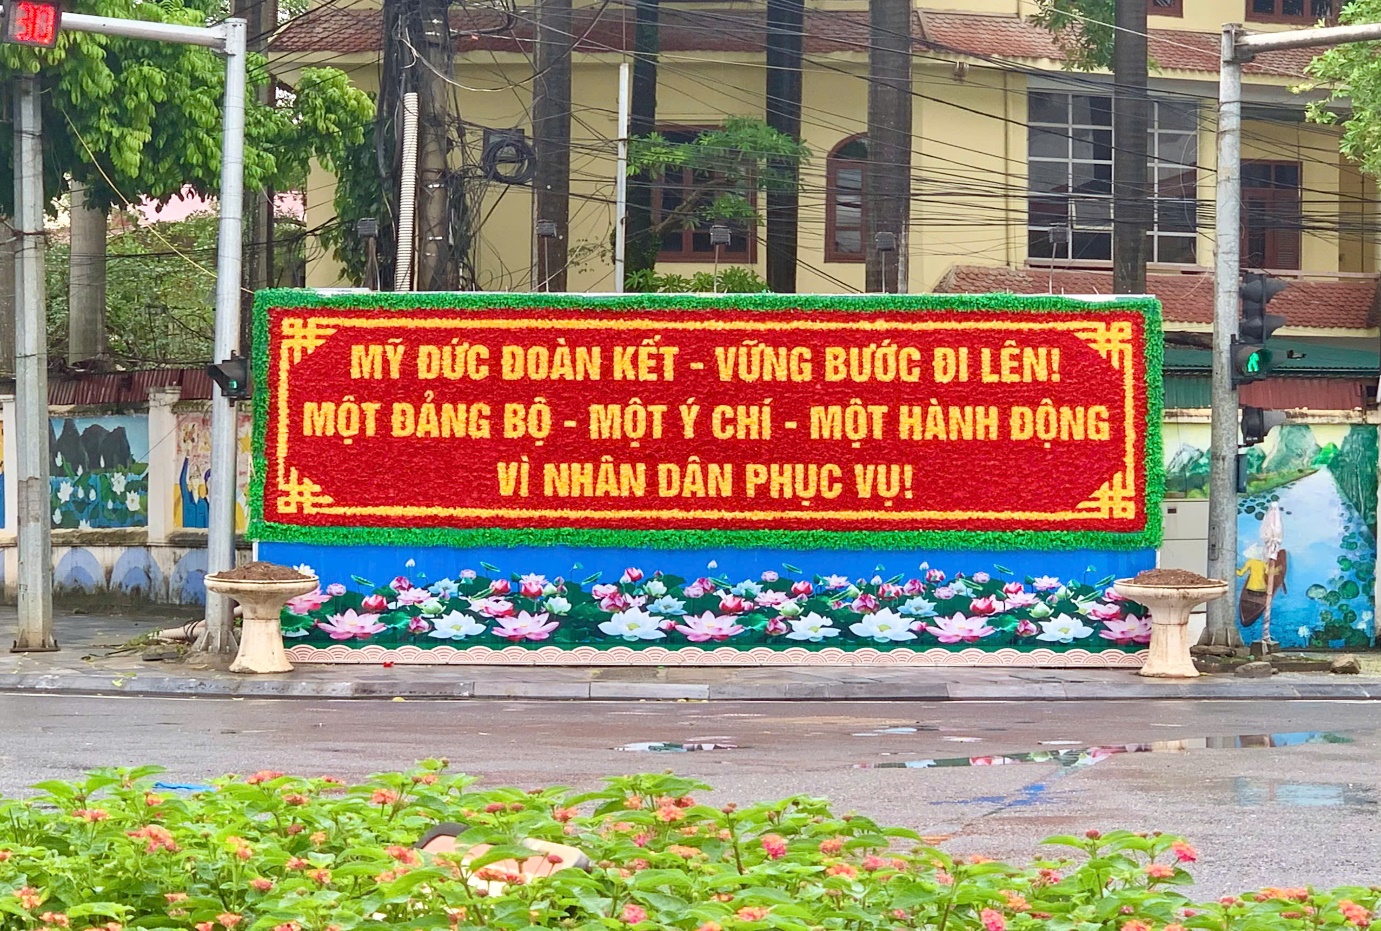 MỸ ĐỨC ĐOÀN KẾT - VỮNG BƯỚC ĐI LÊN!
MỘT ĐẢNG BỘ - MỘT Ý CHÍ - MỘT HÀNH ĐỘNG
VÌ NHÂN DÂN PHỤC VỤ!